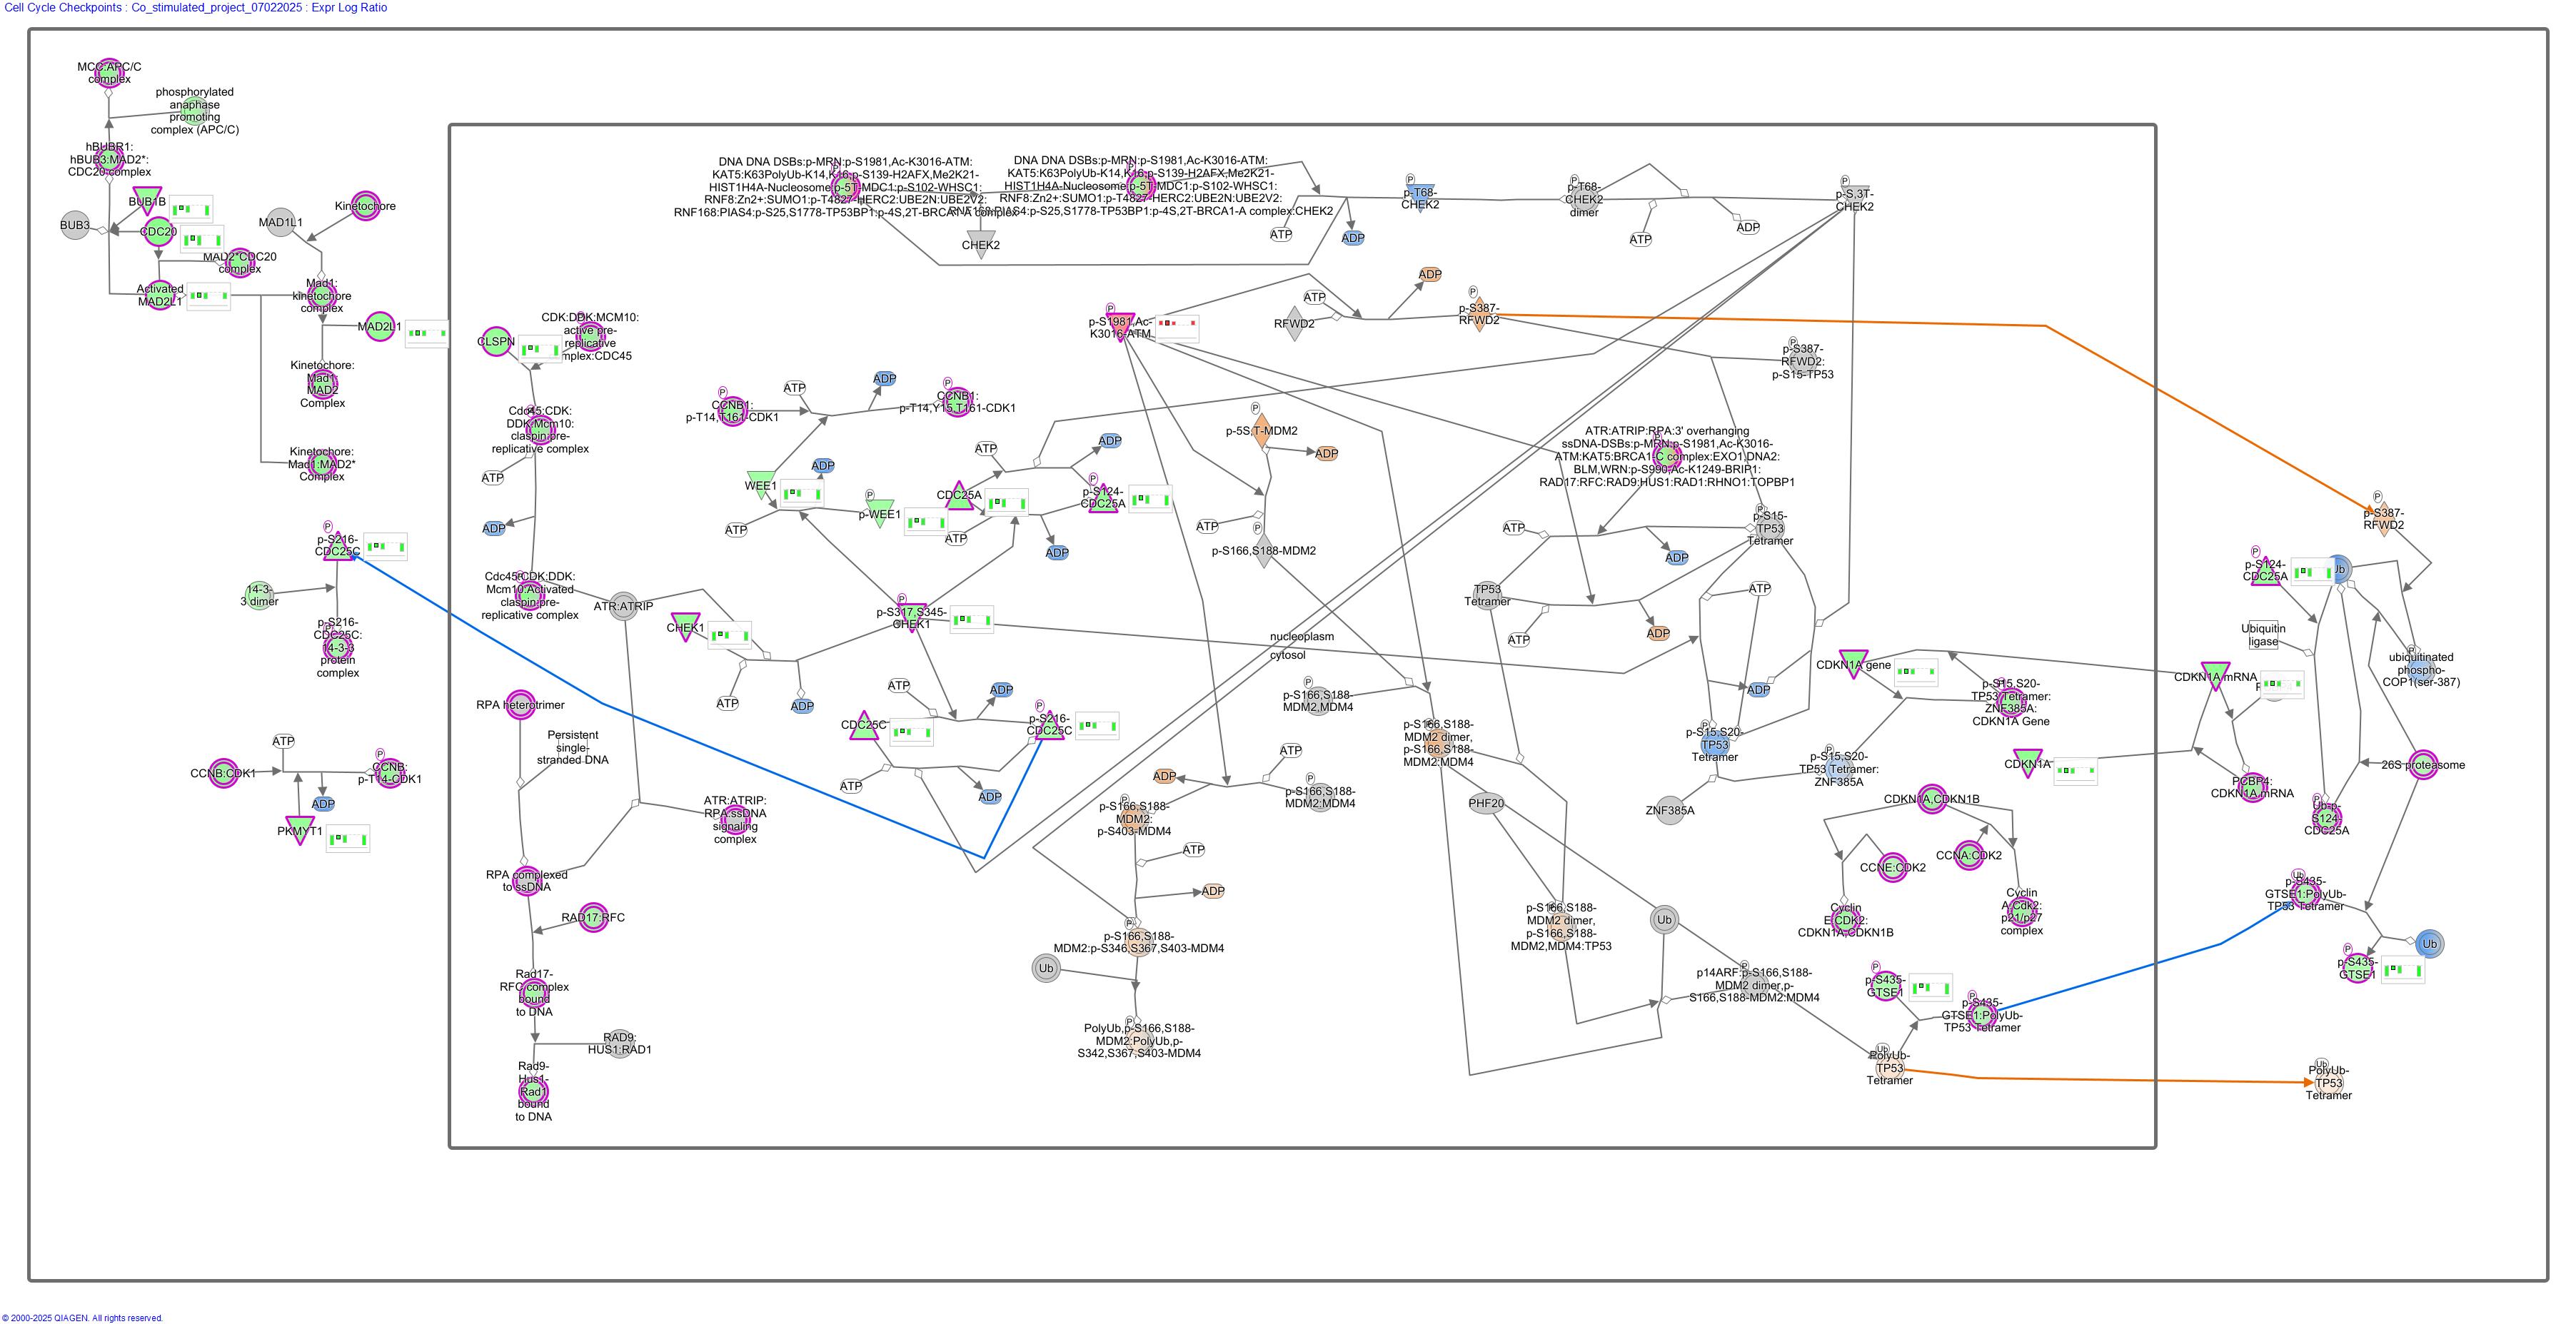 Cell Cycle Checkpoints : Co_stimulated_project_07022025 : Expr Log Ratio
MCC:APC/C
complex
phosphorylated
anaphase
promoting
complex (APC/C)
hBUBR1:
hBUB3:MAD2*:
CDC20 complex
BUB1B
BUB3
CDC20
MAD2*CDC20
complex
Activated
MAD2L1
MAD1L1
Kinetochore
Mad1:
kinetochore
complex
MAD2L1
Kinetochore:
Mad1:
MAD2
Complex
Kinetochore:
Mad1:MAD2*
Complex
p-S216-
CDC25C
14-3-
3 dimer
p-S216-
CDC25C:
14-3-3
protein
complex
ATP
CCNB:CDK1
CCNB:
p-T14-CDK1
ADP
PKMYT1
CLSPN
CDK:DDK:MCM10:
active pre-
replicative
mplex:CDC45
Cdc45:CDK:
DDK:Mcm10:
claspin:pre-
replicative complex
ATP
ADP
Cdc45:CDK:DDK:
Mcm10:Activated
claspin:pre-
replicative complex
ATR:ATRIP
RPA heterotrimer
Persistent
single-
stranded DNA
ATR:ATRIP:
RPA:ssDNA
signaling
complex
RPA complexed
to ssDNA
RAD17:RFC
Rad17-
RFC complex
bound
to DNA
RAD9:
HUS1:RAD1
Rad9-
Hus1-
Rad1
bound
to DNA
DNA DNA DSBs:p-MRN:p-S1981,Ac-K3016-ATM:
KAT5:K63PolyUb-K14,K16,p-S139-H2AFX,Me2K21-
HIST1H4A-Nucleosome:p-5T-MDC1:p-S102-WHSC1:
RNF8:Zn2+:SUMO1:p-T4827-HERC2:UBE2N:UBE2V2:
RNF168:PIAS4:p-S25,S1778-TP53BP1:p-4S,2T-BRCA1-A complex
DNA DNA DSBs:p-MRN:p-S1981,Ac-K3016-ATM:
KAT5:K63PolyUb-K14,K16,p-S139-H2AFX,Me2K21-
HIST1H4A-Nucleosome:p-5T-MDC1:p-S102-WHSC1:
RNF8:Zn2+:SUMO1:p-T4827-HERC2:UBE2N:UBE2V2:
RNF168:PIAS4:p-S25,S1778-TP53BP1:p-4S,2T-BRCA1-A complex:CHEK2
CHEK2
ATP
ADP
p-T68-
CHEK2
p-T68-
CHEK2
dimer
ATP
ADP
p-S,3T-
CHEK2
p-S1981,Ac-
K3016-ATM
RFWD2
ATP
ADP
p-S387-
RFWD2
p-S387-
RFWD2:
p-S15-TP53
CCNB1:
p-T14,T161-CDK1
ATP
ADP
CCNB1:
p-T14,Y15,T161-CDK1
WEE1
ADP
ATP
p-WEE1
ATP
ADP
CDC25A
ATP
ADP
p-S124-
CDC25A
p-5S,T-MDM2
ADP
ATP
p-S166,S188-MDM2
ATR:ATRIP:RPA:3' overhanging
ssDNA-DSBs:p-MRN:p-S1981,Ac-K3016-
ATM:KAT5:BRCA1-C complex:EXO1,DNA2:
BLM,WRN:p-S990,Ac-K1249-BRIP1:
RAD17:RFC:RAD9:HUS1:RAD1:RHNO1:TOPBP1
ATP
ADP
p-S15-
TP53
Tetramer
TP53
Tetramer
ATP
ADP
ATP
ADP
CHEK1
ATP
ADP
p-S317,S345-
CHEK1
nucleoplasm
cytosol
CDC25C
ATP
ADP
p-S216-
CDC25C
ATP
ADP
p-S166,S188-
MDM2,MDM4
p-S166,S188-
MDM2 dimer,
p-S166,S188-
MDM2:MDM4
ATP
ADP
p-S166,S188-
MDM2:MDM4
p-S166,S188-
MDM2:
p-S403-MDM4
ATP
ADP
p-S166,S188-
MDM2:p-S346,S367,S403-MDM4
Ub
PolyUb,p-S166,S188-
MDM2:PolyUb,p-
S342,S367,S403-MDM4
PHF20
p-S166,S188-
MDM2 dimer,
p-S166,S188-
MDM2,MDM4:TP53
Ub
p14ARF:p-S166,S188-
MDM2 dimer,p-
S166,S188-MDM2:MDM4
p-S15,S20-
TP53
Tetramer
ZNF385A
p-S15,S20-
TP53 Tetramer:
ZNF385A
CDKN1A gene
p-S15,S20-
TP53 Tetramer:
ZNF385A:
CDKN1A Gene
CDKN1A
CDKN1A,CDKN1B
CCNE:CDK2
CCNA:CDK2
Cyclin
E:CDK2:
CDKN1A,CDKN1B
Cyclin
A:Cdk2:
p21/p27
complex
p-S435-
GTSE1
p-S435-
GTSE1:PolyUb-
TP53 Tetramer
PolyUb-
TP53
Tetramer
p-S387-
RFWD2
p-S124-
CDC25A
Ub
Ubiquitin
ligase
ubiquitinated
phospho-
COP1(ser-387)
CDKN1A mRNA
PCBP4:
CDKN1A mRNA
26S proteasome
Ub-p-
S124-
CDC25A
p-S435-
GTSE1:PolyUb-
TP53 Tetramer
Ub
p-S435-
GTSE1
PolyUb-
TP53
Tetramer
© 2000-2025 QIAGEN. All rights reserved.